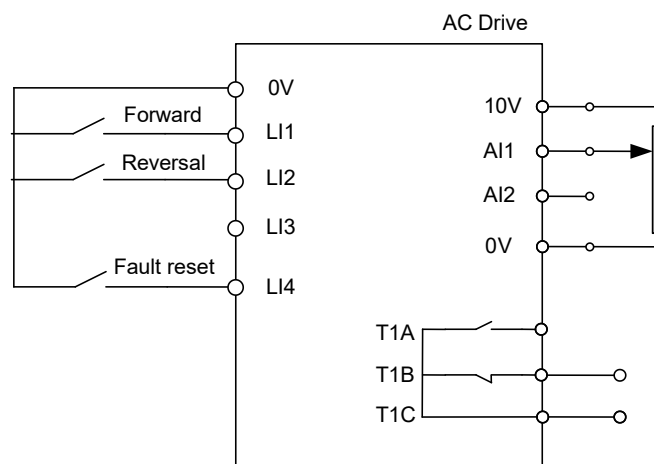 AC Drive
0V
Forward
LI1
Reversal
LI2
LI3
Fault reset
LI4
10V
AI1
AI2
0V
T1A
T1B
T1C